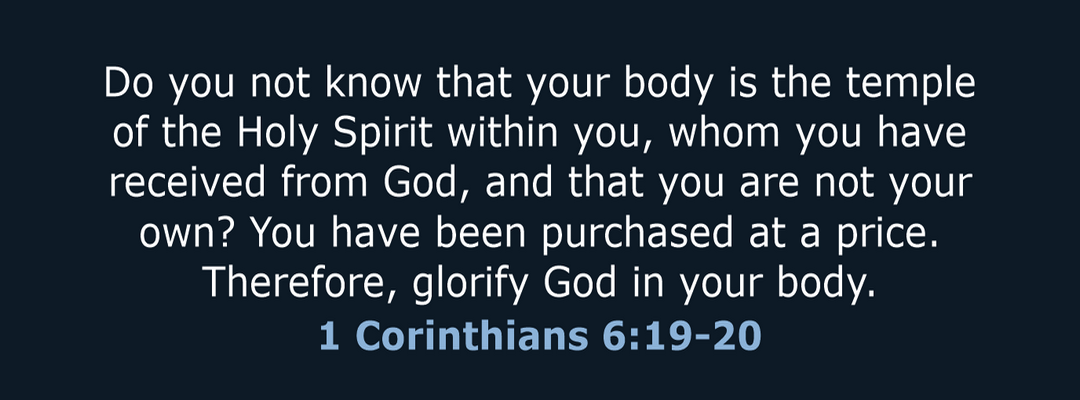 Do you not know that your body is the temple
of the Holy Spirit within you, whom you have
received from God, and that you are not your
own? You have been purchased at a price.
Therefore, glorify God in your body.
1 Corinthians 6:19-20